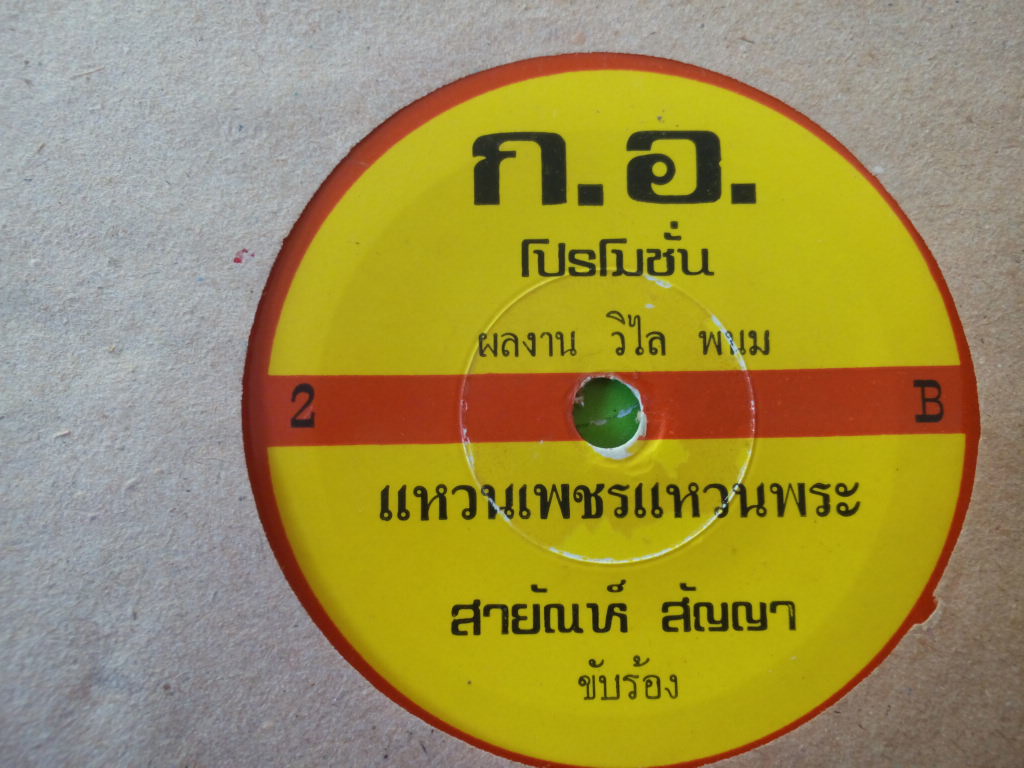 ก.อ.
โปรโมชั่น
ผลงาน วิไล พนม
2 B
แหวนเพชรแหวนพระ
สายัณห์ สัญญา
ขับร้อง